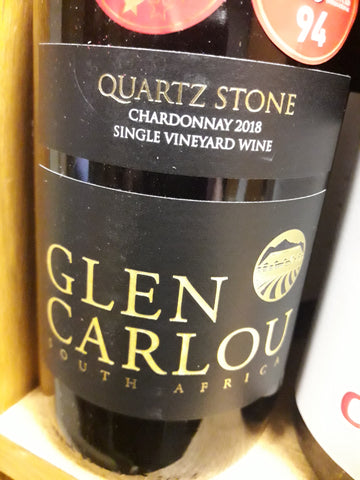 94
QUARTZ STONE
CHARDONNAY 2018
SINGLE VINEYARD WINE
GLEN
CARLOU
SOUTH AFRICA